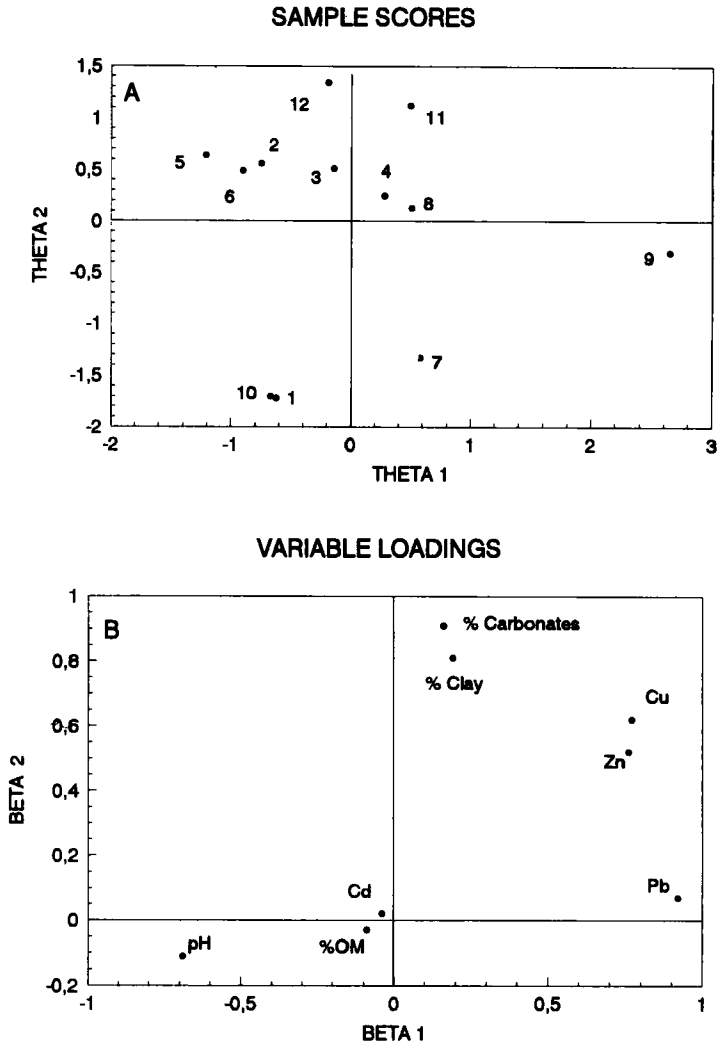 SAMPLE SCORES
1,5
A
12
11
1
5
2
6
3
4
8
0,5
0
THETA 2
9
-0,5
-1
7
-1,5
10
1
-2
-2
-1
0
1
2
3
THETA 1
VARIABLE LOADINGS
1
B
% Carbonates
0,8
% Clay
Cu
0,6
Zn
BETA 2
0,4
0,2
Cd
Pb
0
pH
%OM
-0,2
-1
-0,5
0
0,5
1
BETA 1